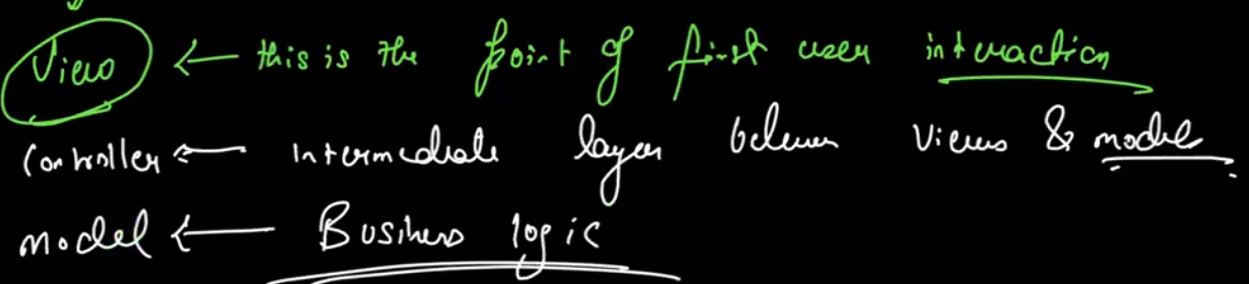 View ← this is the point of first user interaction
Controller ← Intermediate layer between Views & model
model ← Business logic